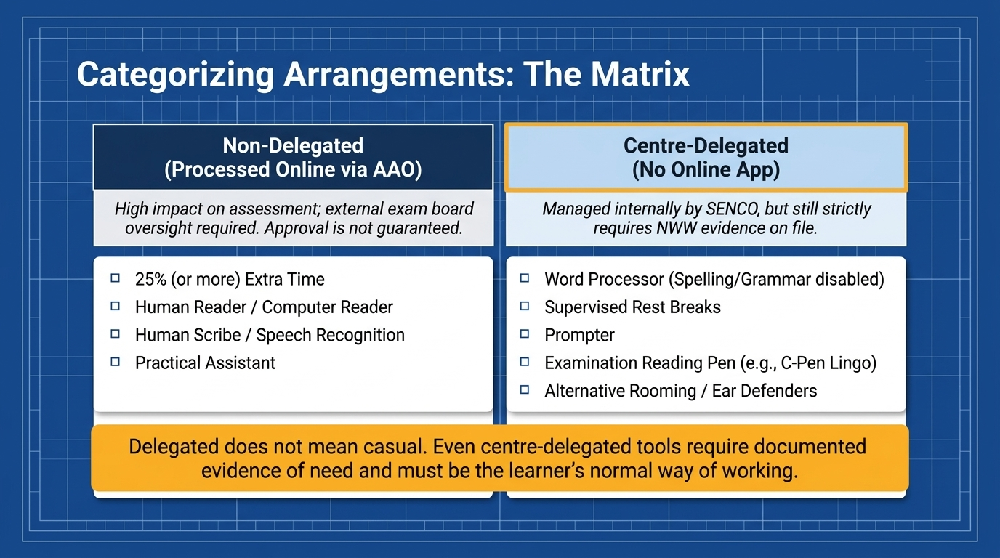 Categorizing Arrangements: The Matrix
Non-Delegated
(Processed Online via AAO)
High impact on assessment; external exam board
oversight required. Approval is not guaranteed.
25% (or more) Extra Time
Human Reader / Computer Reader
Human Scribe / Speech Recognition
Practical Assistant
Centre-Delegated
(No Online App)
Managed internally by SENCO, but still strictly
requires NWW evidence on file.
Word Processor (Spelling/Grammar disabled)
Supervised Rest Breaks
Prompter
Examination Reading Pen (e.g., C-Pen Lingo)
Alternative Rooming / Ear Defenders
Delegated does not mean casual. Even centre-delegated tools require documented
evidence of need and must be the learner’s normal way of working.